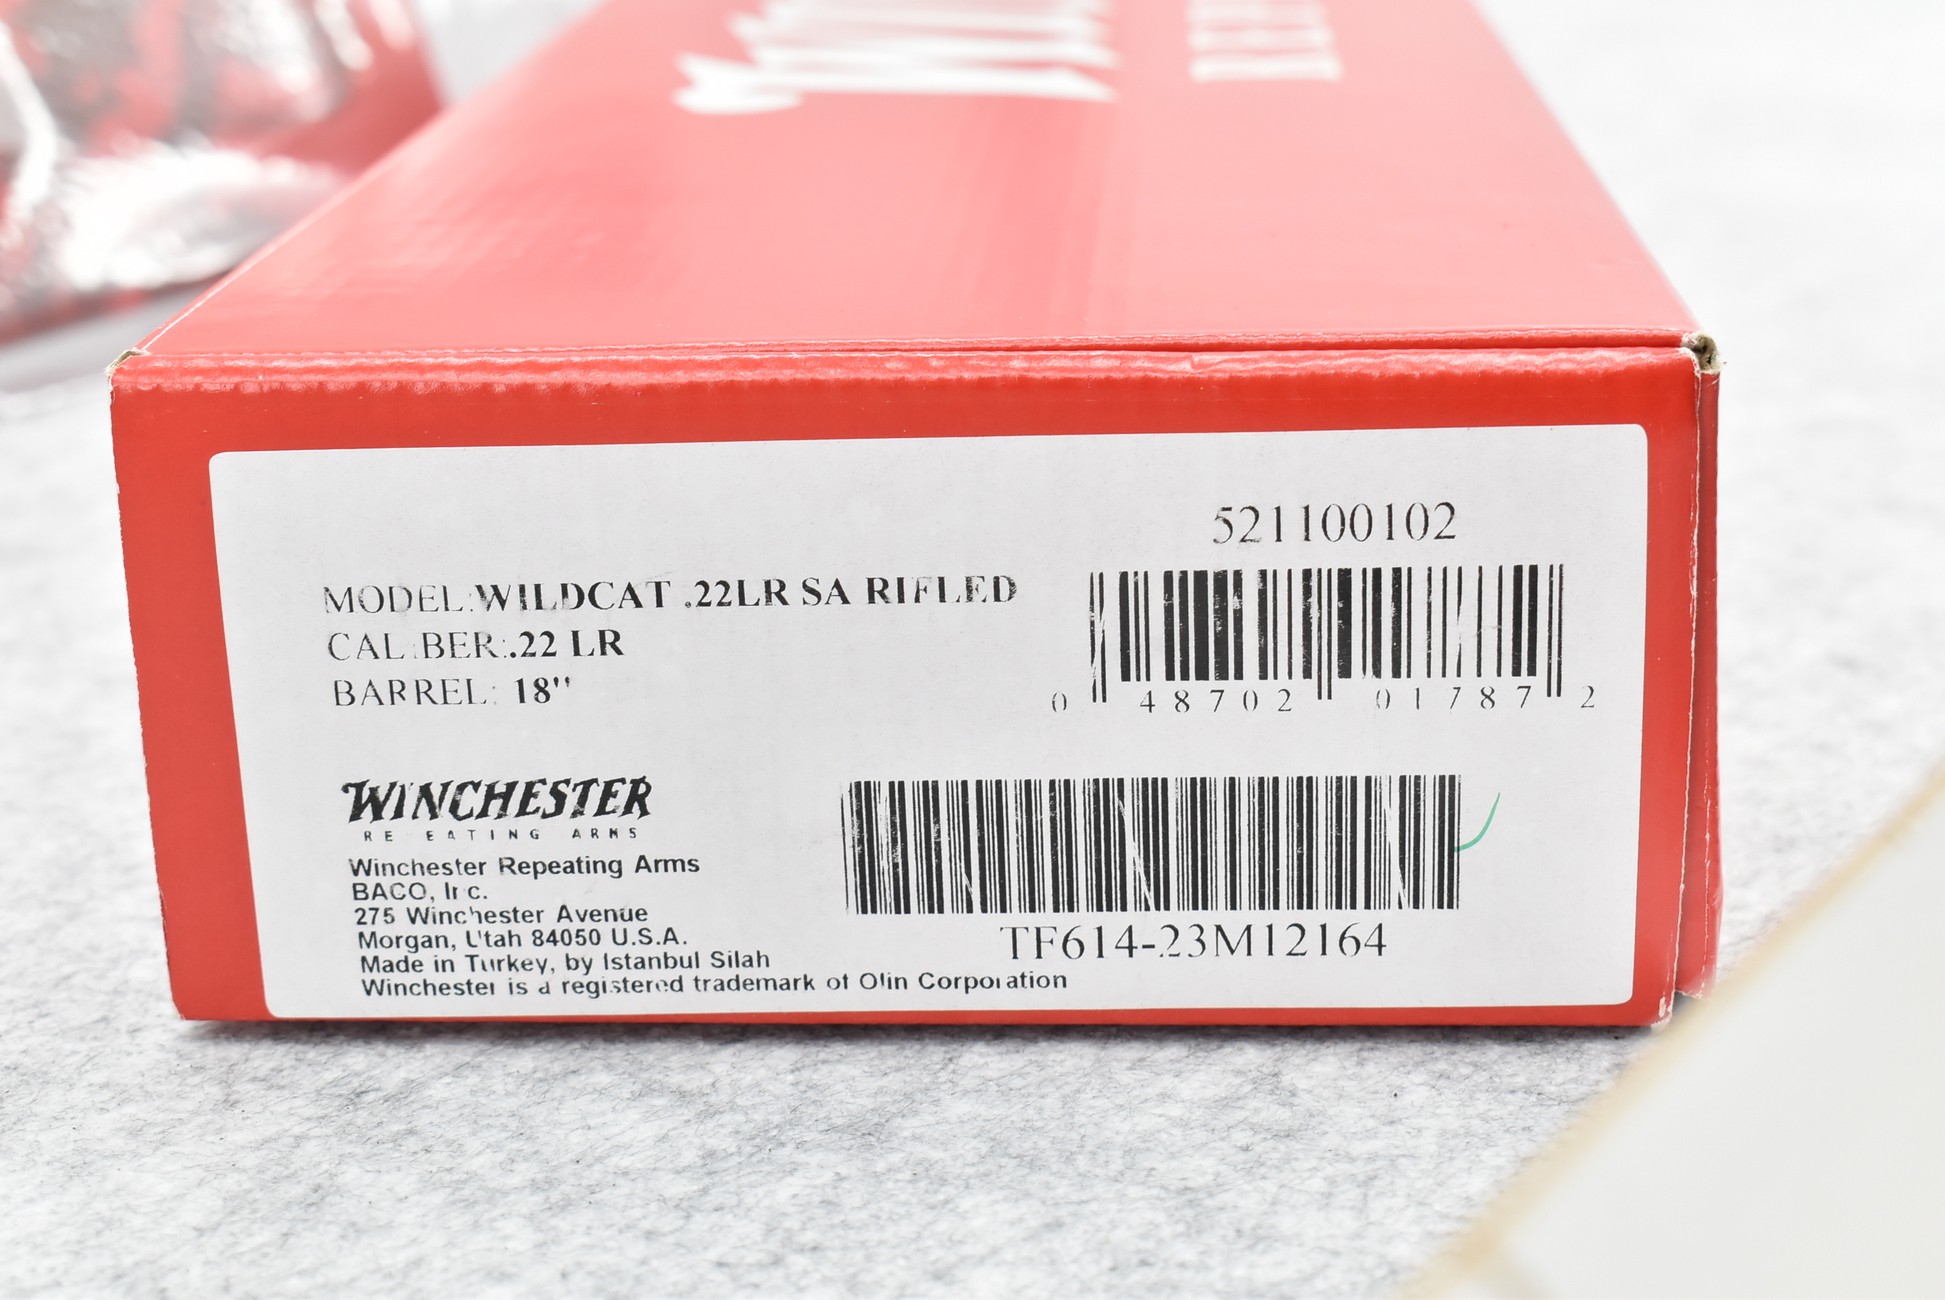 521100102
MODEL:WILDCAT .22LR SA RIFLED
CALIBER:.22 LR
BARREL: 18"
0 48702 01787 2
WINCHESTER
REPEATING ARMS
Winchester Repeating Arms
BACO, Inc.
275 Winchester Avenue
Morgan, Utah 84050 U.S.A.
Made in Turkey, by Istanbul Silah
Winchester is a registered trademark of Olin Corporation
TF614-23M12164